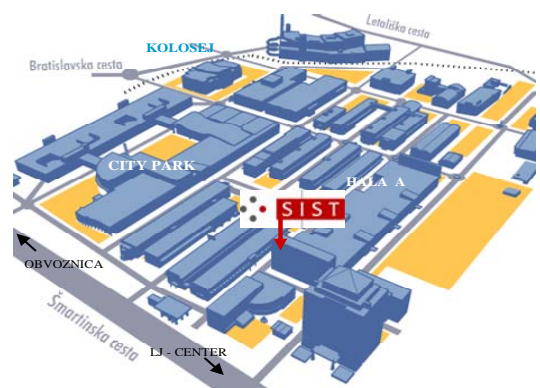 Letališka cesta
KOLOSEJ
Bratislavska cesta
CITY PARK
HALA A
SIST
OBVOZNICA
Šmartinska cesta
LJ - CENTER